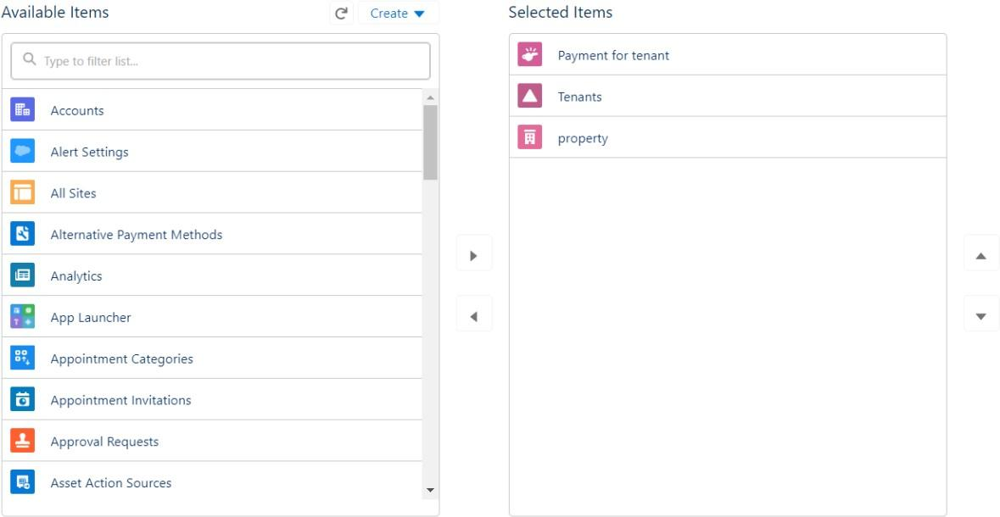 Available Items
Create
Type to filter list...
Accounts
Alert Settings
All Sites
Alternative Payment Methods
Analytics
App Launcher
Appointment Categories
Appointment Invitations
Approval Requests
Asset Action Sources
Selected Items
Payment for tenant
Tenants
property